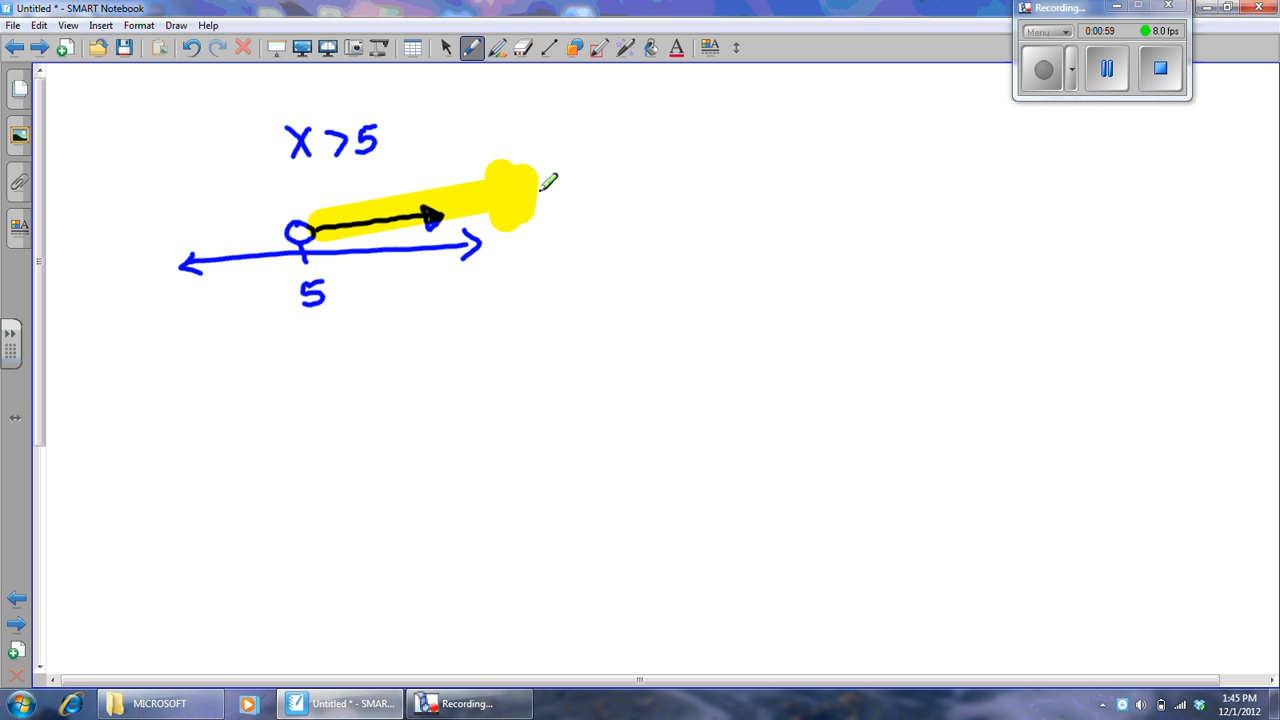 Untitled * - SMART Notebook
File Edit View Insert Format Draw Help
Recording...
Menu 0:00:59 8.0 fps
X > 5
5
MICROSOFT
Untitled * - SMAR...
Recording...
1:45 PM
12/1/2012